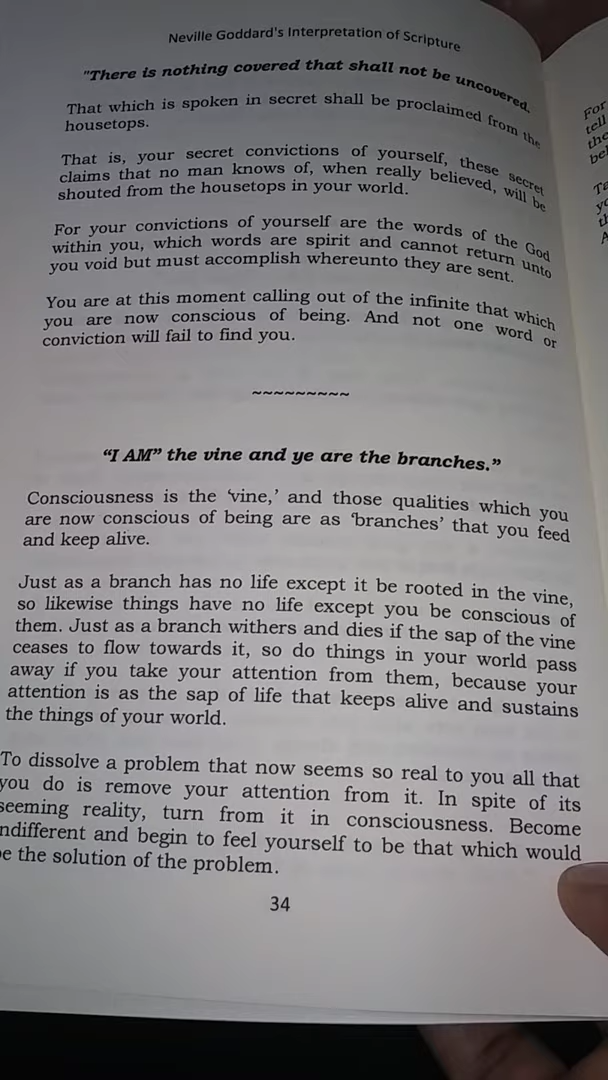 Neville Goddard's Interpretation of Scripture
"There is nothing covered that shall not be uncovered.
That which is spoken in secret shall be proclaimed from the
housetops.
That is, your secret convictions of yourself, these secret
claims that no man knows of, when really believed, will be
shouted from the housetops in your world.
For your convictions of yourself are the words of the God
within you, which words are spirit and cannot return unto
you void but must accomplish whereunto they are sent.
You are at this moment calling out of the infinite that which
you are now conscious of being. And not one word or
conviction will fail to find you.
~~~~~~~~~
“I AM” the vine and ye are the branches.”
Consciousness is the ‘vine,’ and those qualities which you
are now conscious of being are as ‘branches’ that you feed
and keep alive.
Just as a branch has no life except it be rooted in the vine,
so likewise things have no life except you be conscious of
them. Just as a branch withers and dies if the sap of the vine
ceases to flow towards it, so do things in your world pass
away if you take your attention from them, because your
attention is as the sap of life that keeps alive and sustains
the things of your world.
To dissolve a problem that now seems so real to you all that
you do is remove your attention from it. In spite of its
seeming reality, turn from it in consciousness. Become
ndifferent and begin to feel yourself to be that which would
e the solution of the problem.
34
For
tell